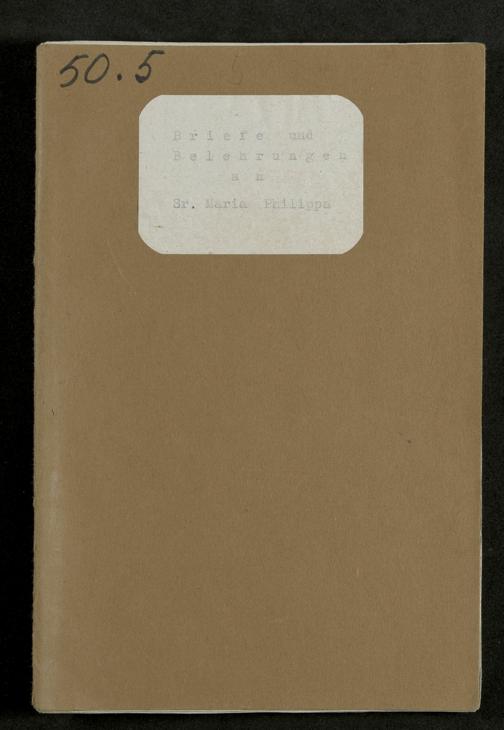 50.5
Briefe und
Belehrungen
an
Sr. Maria Philippa